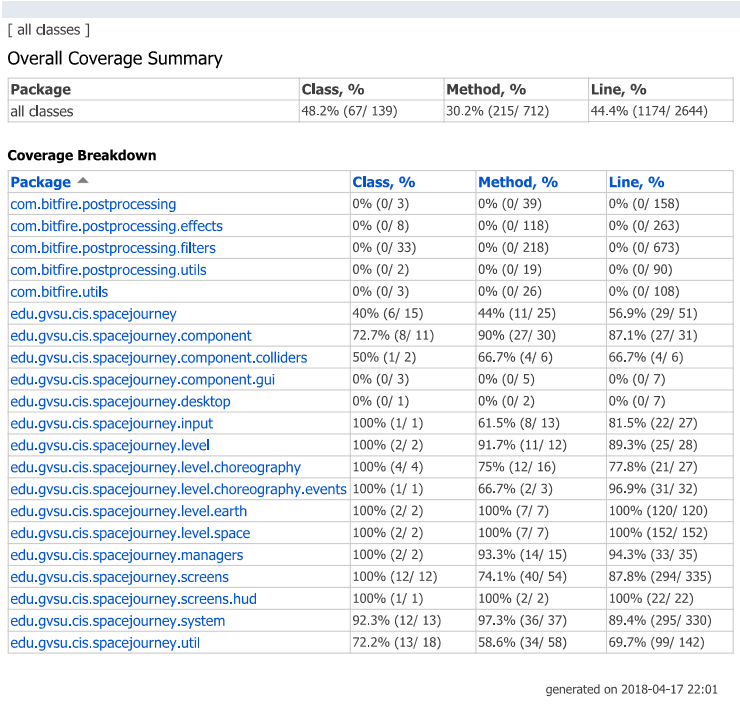 [ all classes ]
Overall Coverage Summary
Package Class, % Method, % Line, %
all classes 48.2% (67/ 139) 30.2% (215/ 712) 44.4% (1174/ 2644)
Coverage Breakdown
Package Class, % Method, % Line, %
com.bitfire.postprocessing 0% (0/ 3) 0% (0/ 39) 0% (0/ 158)
com.bitfire.postprocessing.effects 0% (0/ 8) 0% (0/ 118) 0% (0/ 263)
com.bitfire.postprocessing.filters 0% (0/ 33) 0% (0/ 218) 0% (0/ 673)
com.bitfire.postprocessing.utils 0% (0/ 2) 0% (0/ 19) 0% (0/ 90)
com.bitfire.utils 0% (0/ 3) 0% (0/ 26) 0% (0/ 108)
edu.gvsu.cis.spacejourney 40% (6/ 15) 44% (11/ 25) 56.9% (29/ 51)
edu.gvsu.cis.spacejourney.component 72.7% (8/ 11) 90% (27/ 30) 87.1% (27/ 31)
edu.gvsu.cis.spacejourney.component.colliders 50% (1/ 2) 66.7% (4/ 6) 66.7% (4/ 6)
edu.gvsu.cis.spacejourney.component.gui 0% (0/ 3) 0% (0/ 5) 0% (0/ 7)
edu.gvsu.cis.spacejourney.desktop 0% (0/ 1) 0% (0/ 2) 0% (0/ 7)
edu.gvsu.cis.spacejourney.input 100% (1/ 1) 61.5% (8/ 13) 81.5% (22/ 27)
edu.gvsu.cis.spacejourney.level 100% (2/ 2) 91.7% (11/ 12) 89.3% (25/ 28)
edu.gvsu.cis.spacejourney.level.choreography 100% (4/ 4) 75% (12/ 16) 77.8% (21/ 27)
edu.gvsu.cis.spacejourney.level.choreography.events 100% (1/ 1) 66.7% (2/ 3) 96.9% (31/ 32)
edu.gvsu.cis.spacejourney.level.earth 100% (2/ 2) 100% (7/ 7) 100% (120/ 120)
edu.gvsu.cis.spacejourney.level.space 100% (2/ 2) 100% (7/ 7) 100% (152/ 152)
edu.gvsu.cis.spacejourney.managers 100% (2/ 2) 93.3% (14/ 15) 94.3% (33/ 35)
edu.gvsu.cis.spacejourney.screens 100% (12/ 12) 74.1% (40/ 54) 87.8% (294/ 335)
edu.gvsu.cis.spacejourney.screens.hud 100% (1/ 1) 100% (2/ 2) 100% (22/ 22)
edu.gvsu.cis.spacejourney.system 92.3% (12/ 13) 97.3% (36/ 37) 89.4% (295/ 330)
edu.gvsu.cis.spacejourney.util 72.2% (13/ 18) 58.6% (34/ 58) 69.7% (99/ 142)
generated on 2018-04-17 22:01